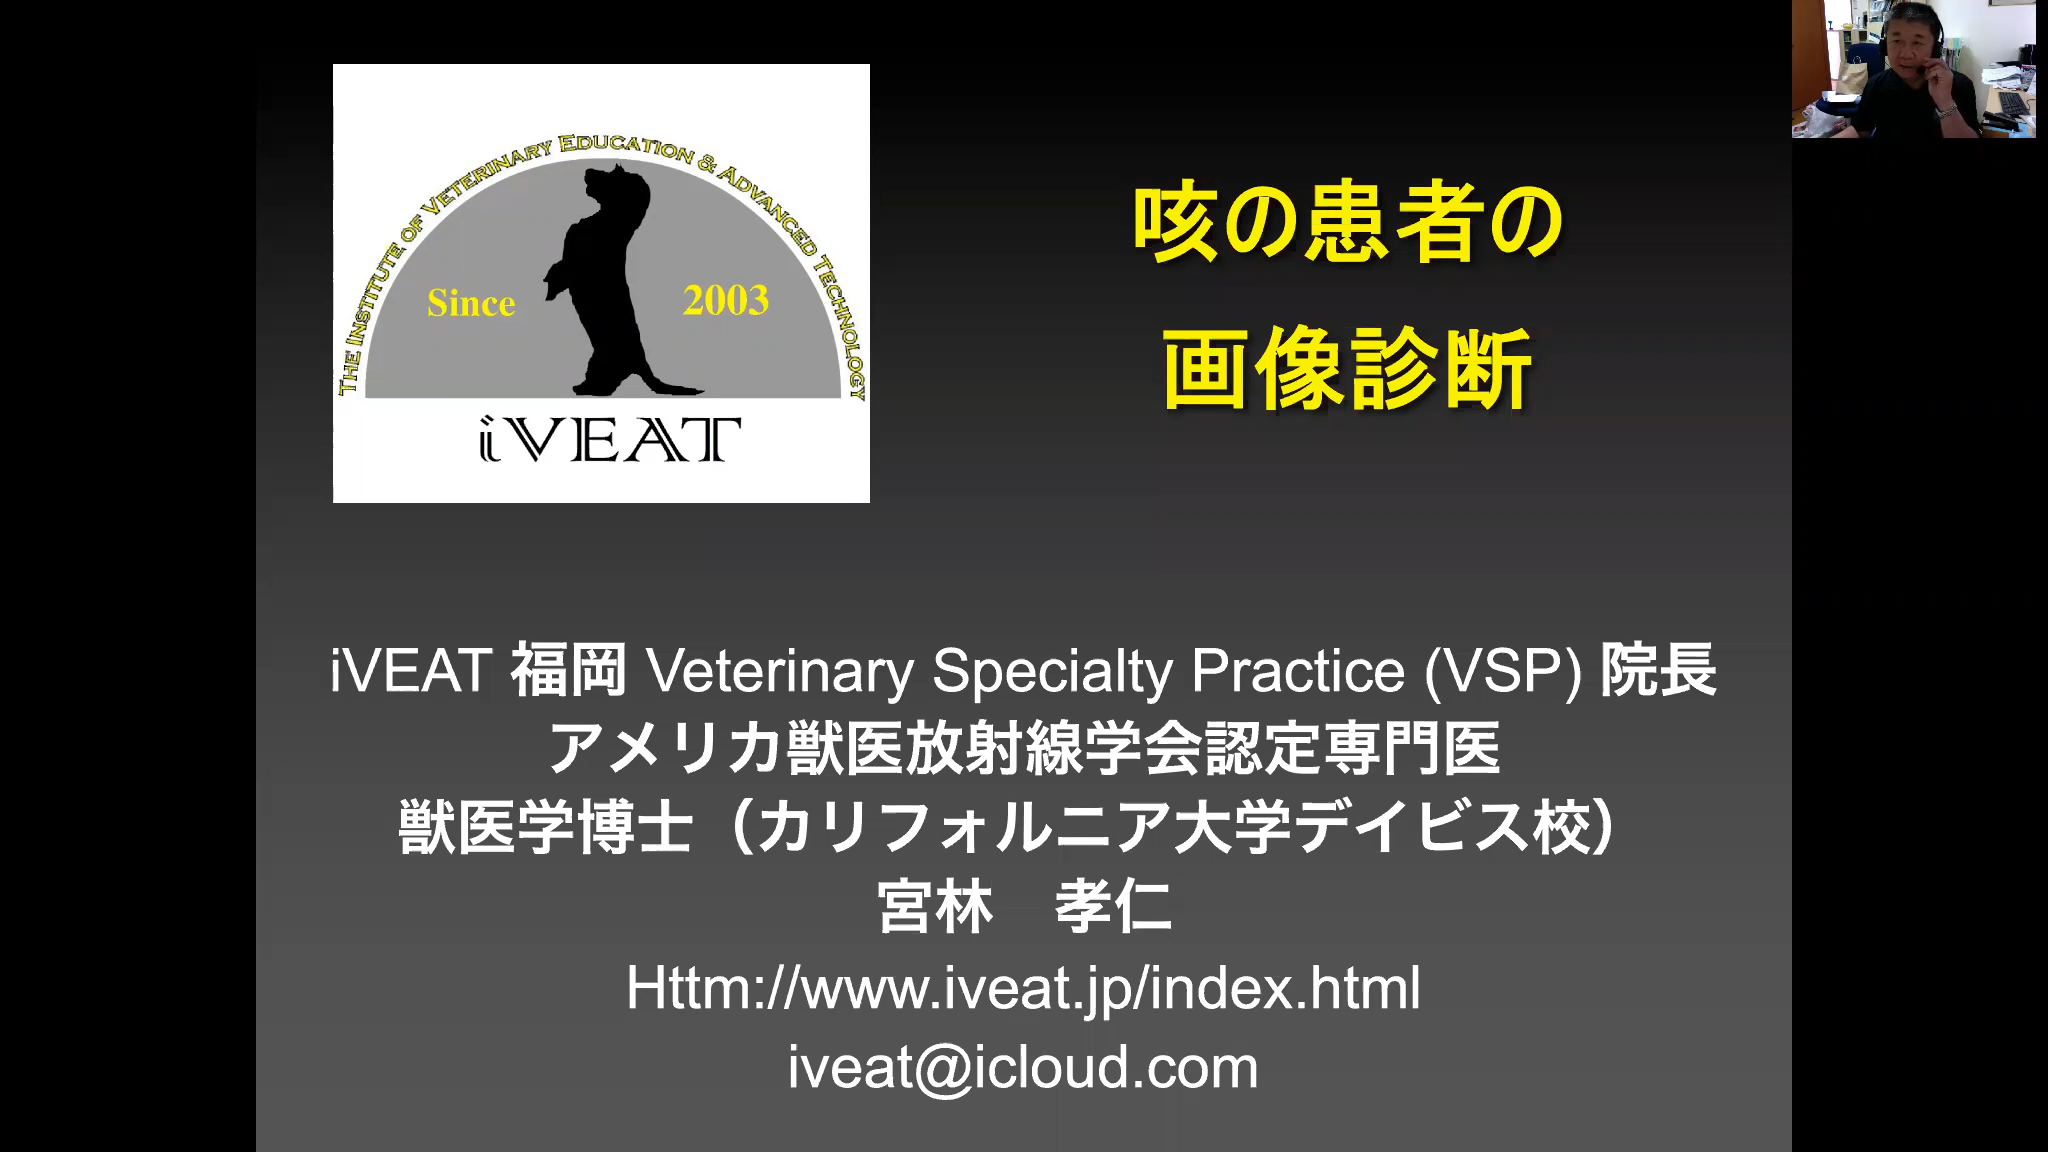 THE INSTITUTE OF VETERINARY EDUCATION & ADVANCED TECHNOLOGY
Since 2003
iVEAT
咳の患者の
画像診断
iVEAT 福岡 Veterinary Specialty Practice (VSP) 院長
アメリカ獣医放射線学会認定専門医
獣医学博士（カリフォルニア大学デイビス校）
宮林　孝仁
Httm://www.iveat.jp/index.html
iveat@icloud.com